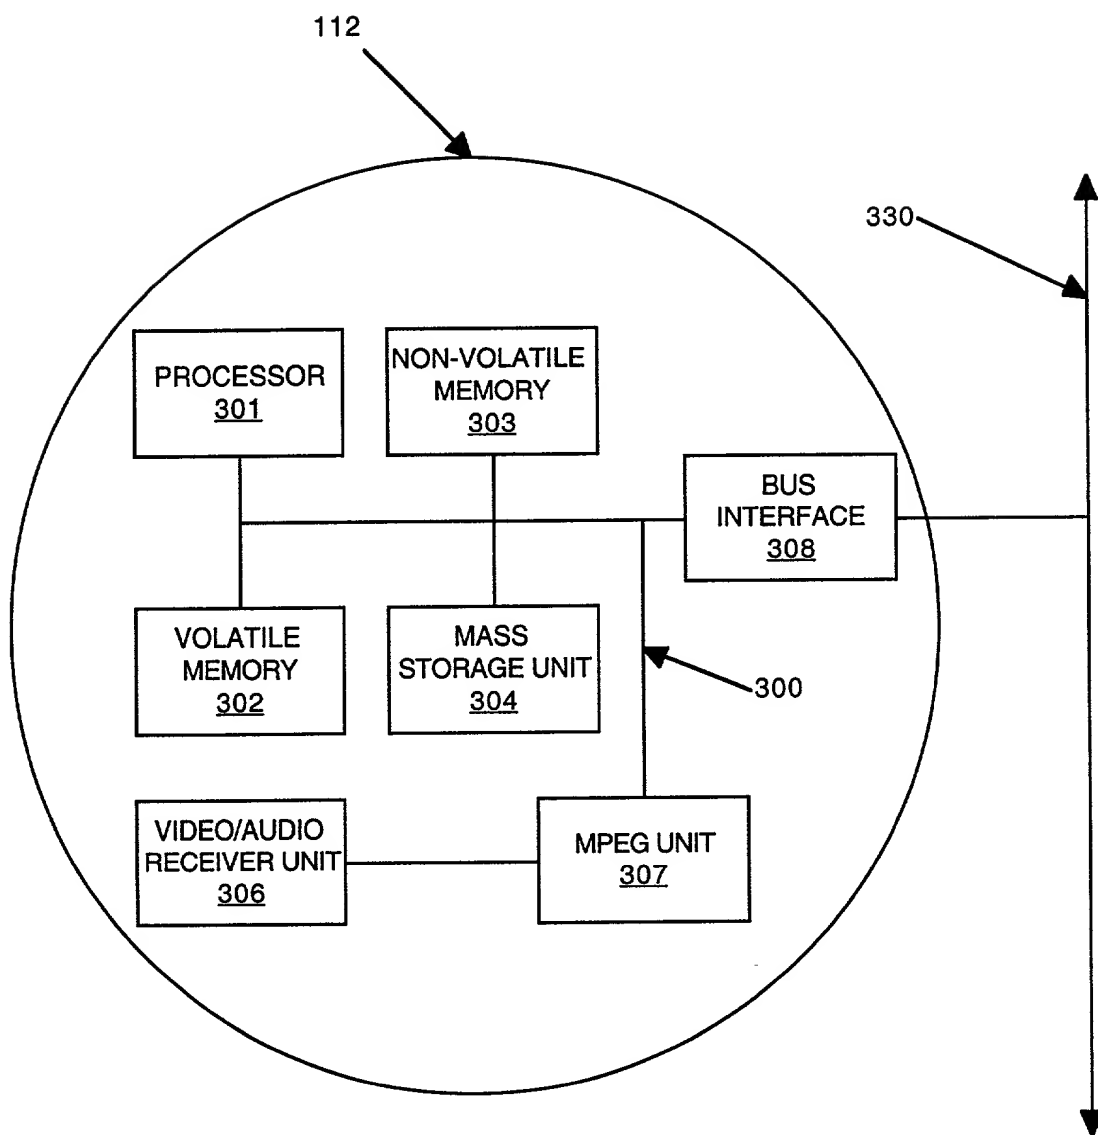 112
330
PROCESSOR
301
NON-VOLATILE
MEMORY
303
BUS
INTERFACE
308
VOLATILE
MEMORY
302
MASS
STORAGE UNIT
304
300
VIDEO/AUDIO
RECEIVER UNIT
306
MPEG UNIT
307